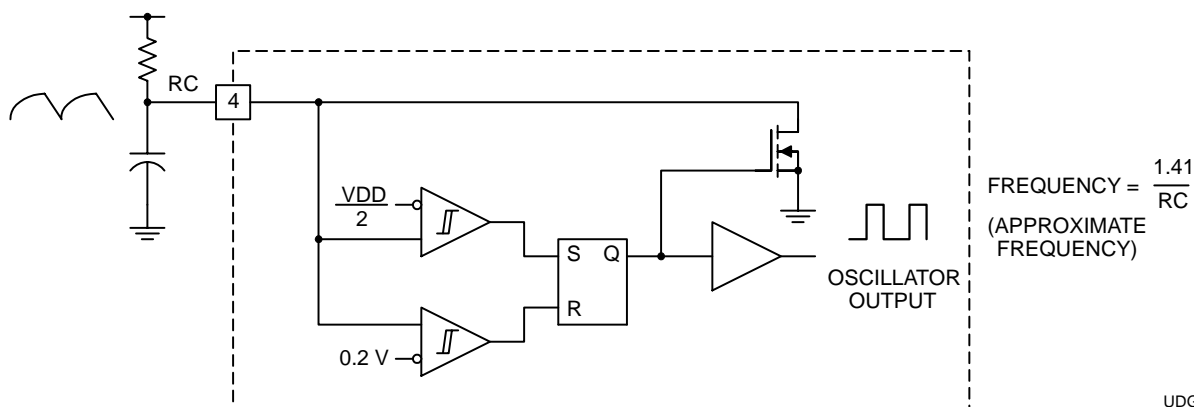 RC
4
VDD
2
0.2 V
S Q
R
OSCILLATOR
OUTPUT
FREQUENCY = 1.41
RC
(APPROXIMATE
FREQUENCY)
UDG